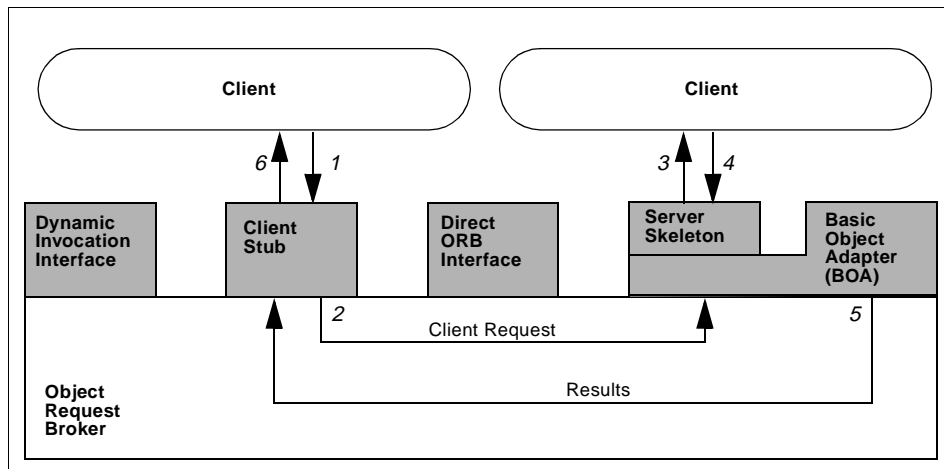 Client
Client
6
1
3
4
Dynamic
Invocation
Interface
Client
Stub
Direct
ORB
Interface
Server
Skeleton
Basic
Object
Adapter
(BOA)
2
Client Request
5
Results
Object
Request
Broker